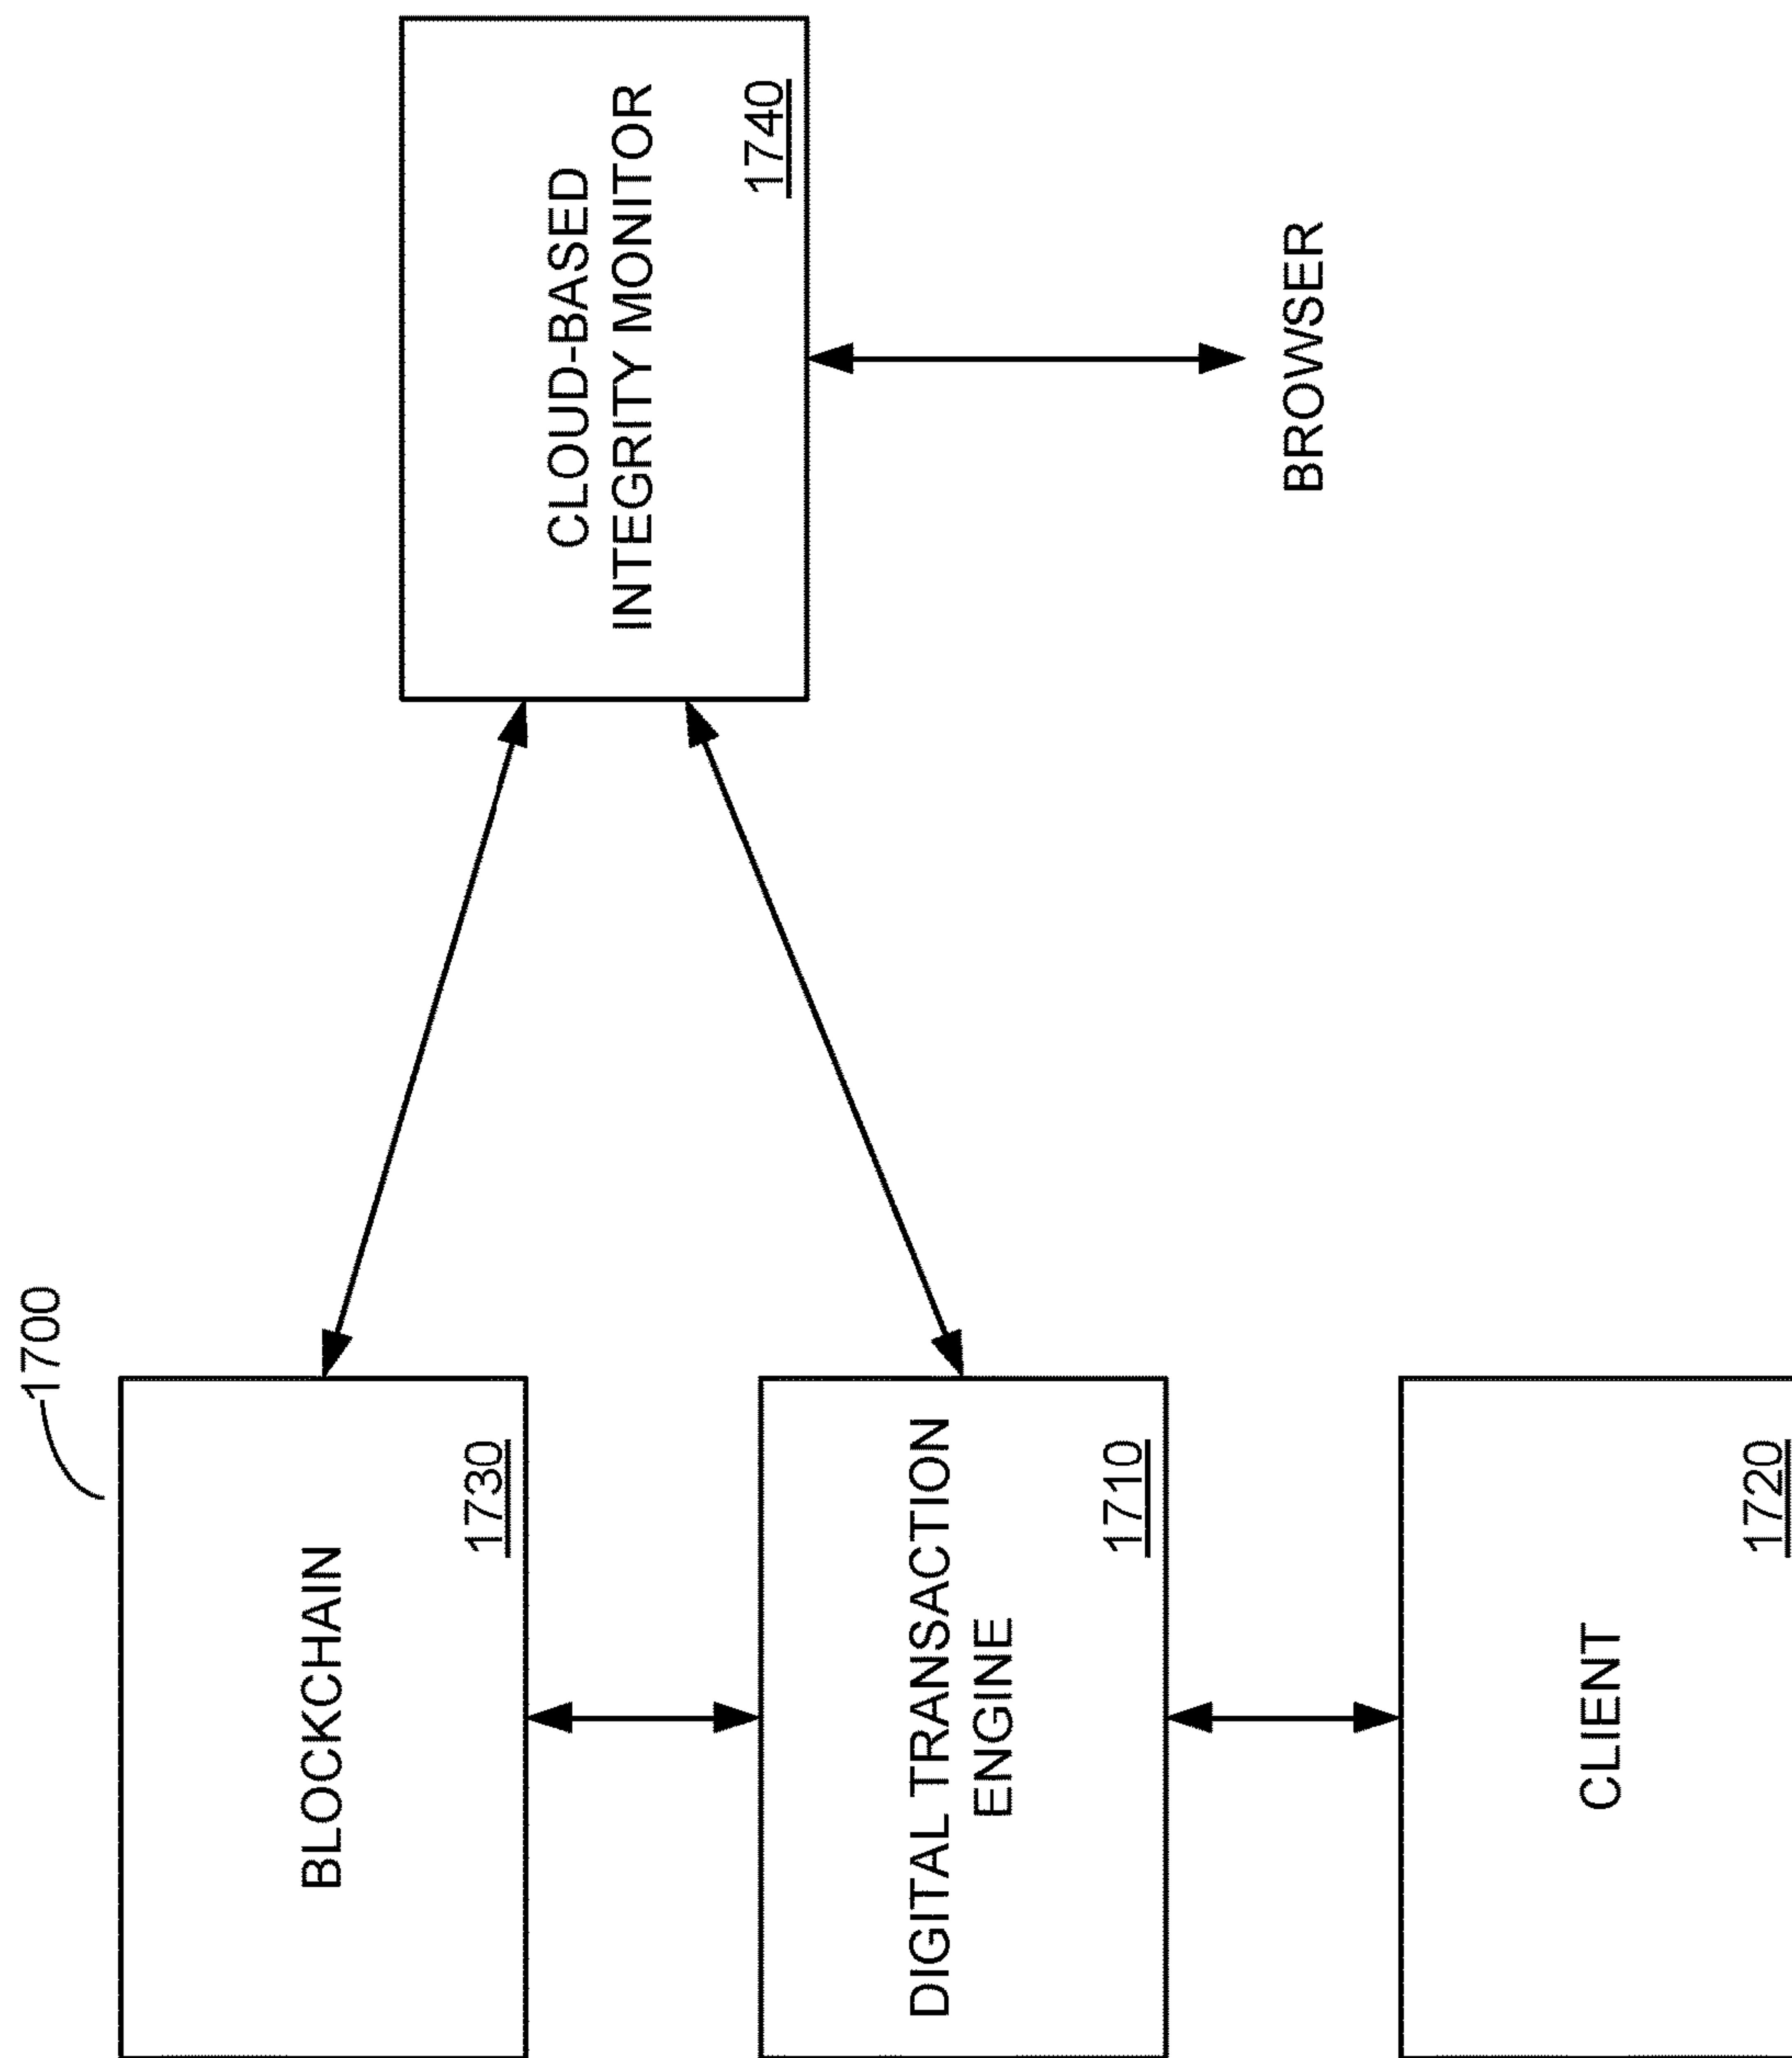 1700
BLOCKCHAIN
1730
DIGITAL TRANSACTION
ENGINE
1710
CLIENT
1720
CLOUD-BASED
INTEGRITY MONITOR
1740
BROWSER